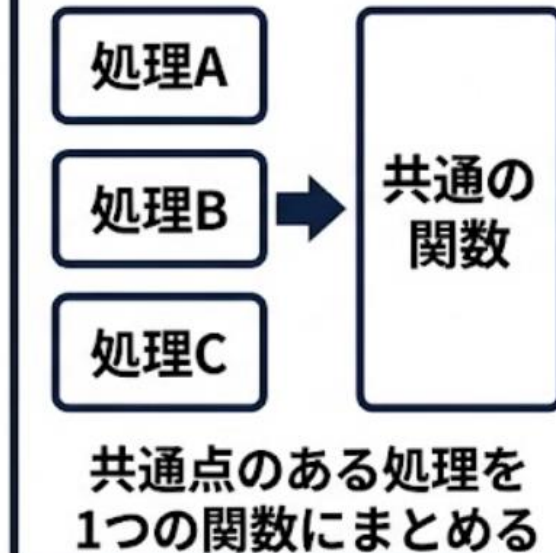 処理A
処理B
処理C
共通の
関数
共通点のある処理を
1つの関数にまとめる